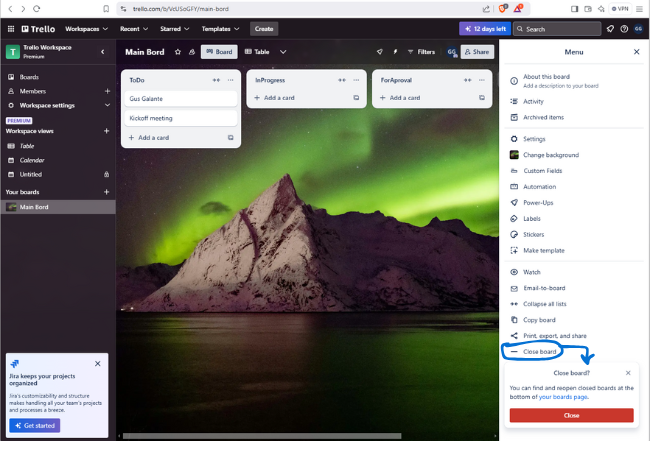 trello.com/b/VcUSoGFY/main-bord
VPN
Trello
Workspaces
Recent
Starred
Templates
Create
12 days left
Search
GG
T
Trello Workspace
Premium
Main Bord
Board
Table
Filters
GG
Share
Menu
Boards
Members
Workspace settings
PREMIUM
Workspace views
Table
Calendar
Untitled
Your boards
Main Bord
ToDo
Gus Galante
Kickoff meeting
+ Add a card
InProgress
+ Add a card
ForAproval
+ Add a card
About this board
Add a description to your board
Activity
Archived items
Settings
Change background
Custom Fields
Automation
Power-Ups
Labels
Stickers
Make template
Watch
Email-to-board
Collapse all lists
Copy board
Print, export, and share
Close board
Close board?
You can find and reopen closed boards at the
bottom of your boards page.
Close
Jira keeps your projects
organized
Jira's customizability and structure
makes handling all your team's projects
and processes a breeze.
Get started